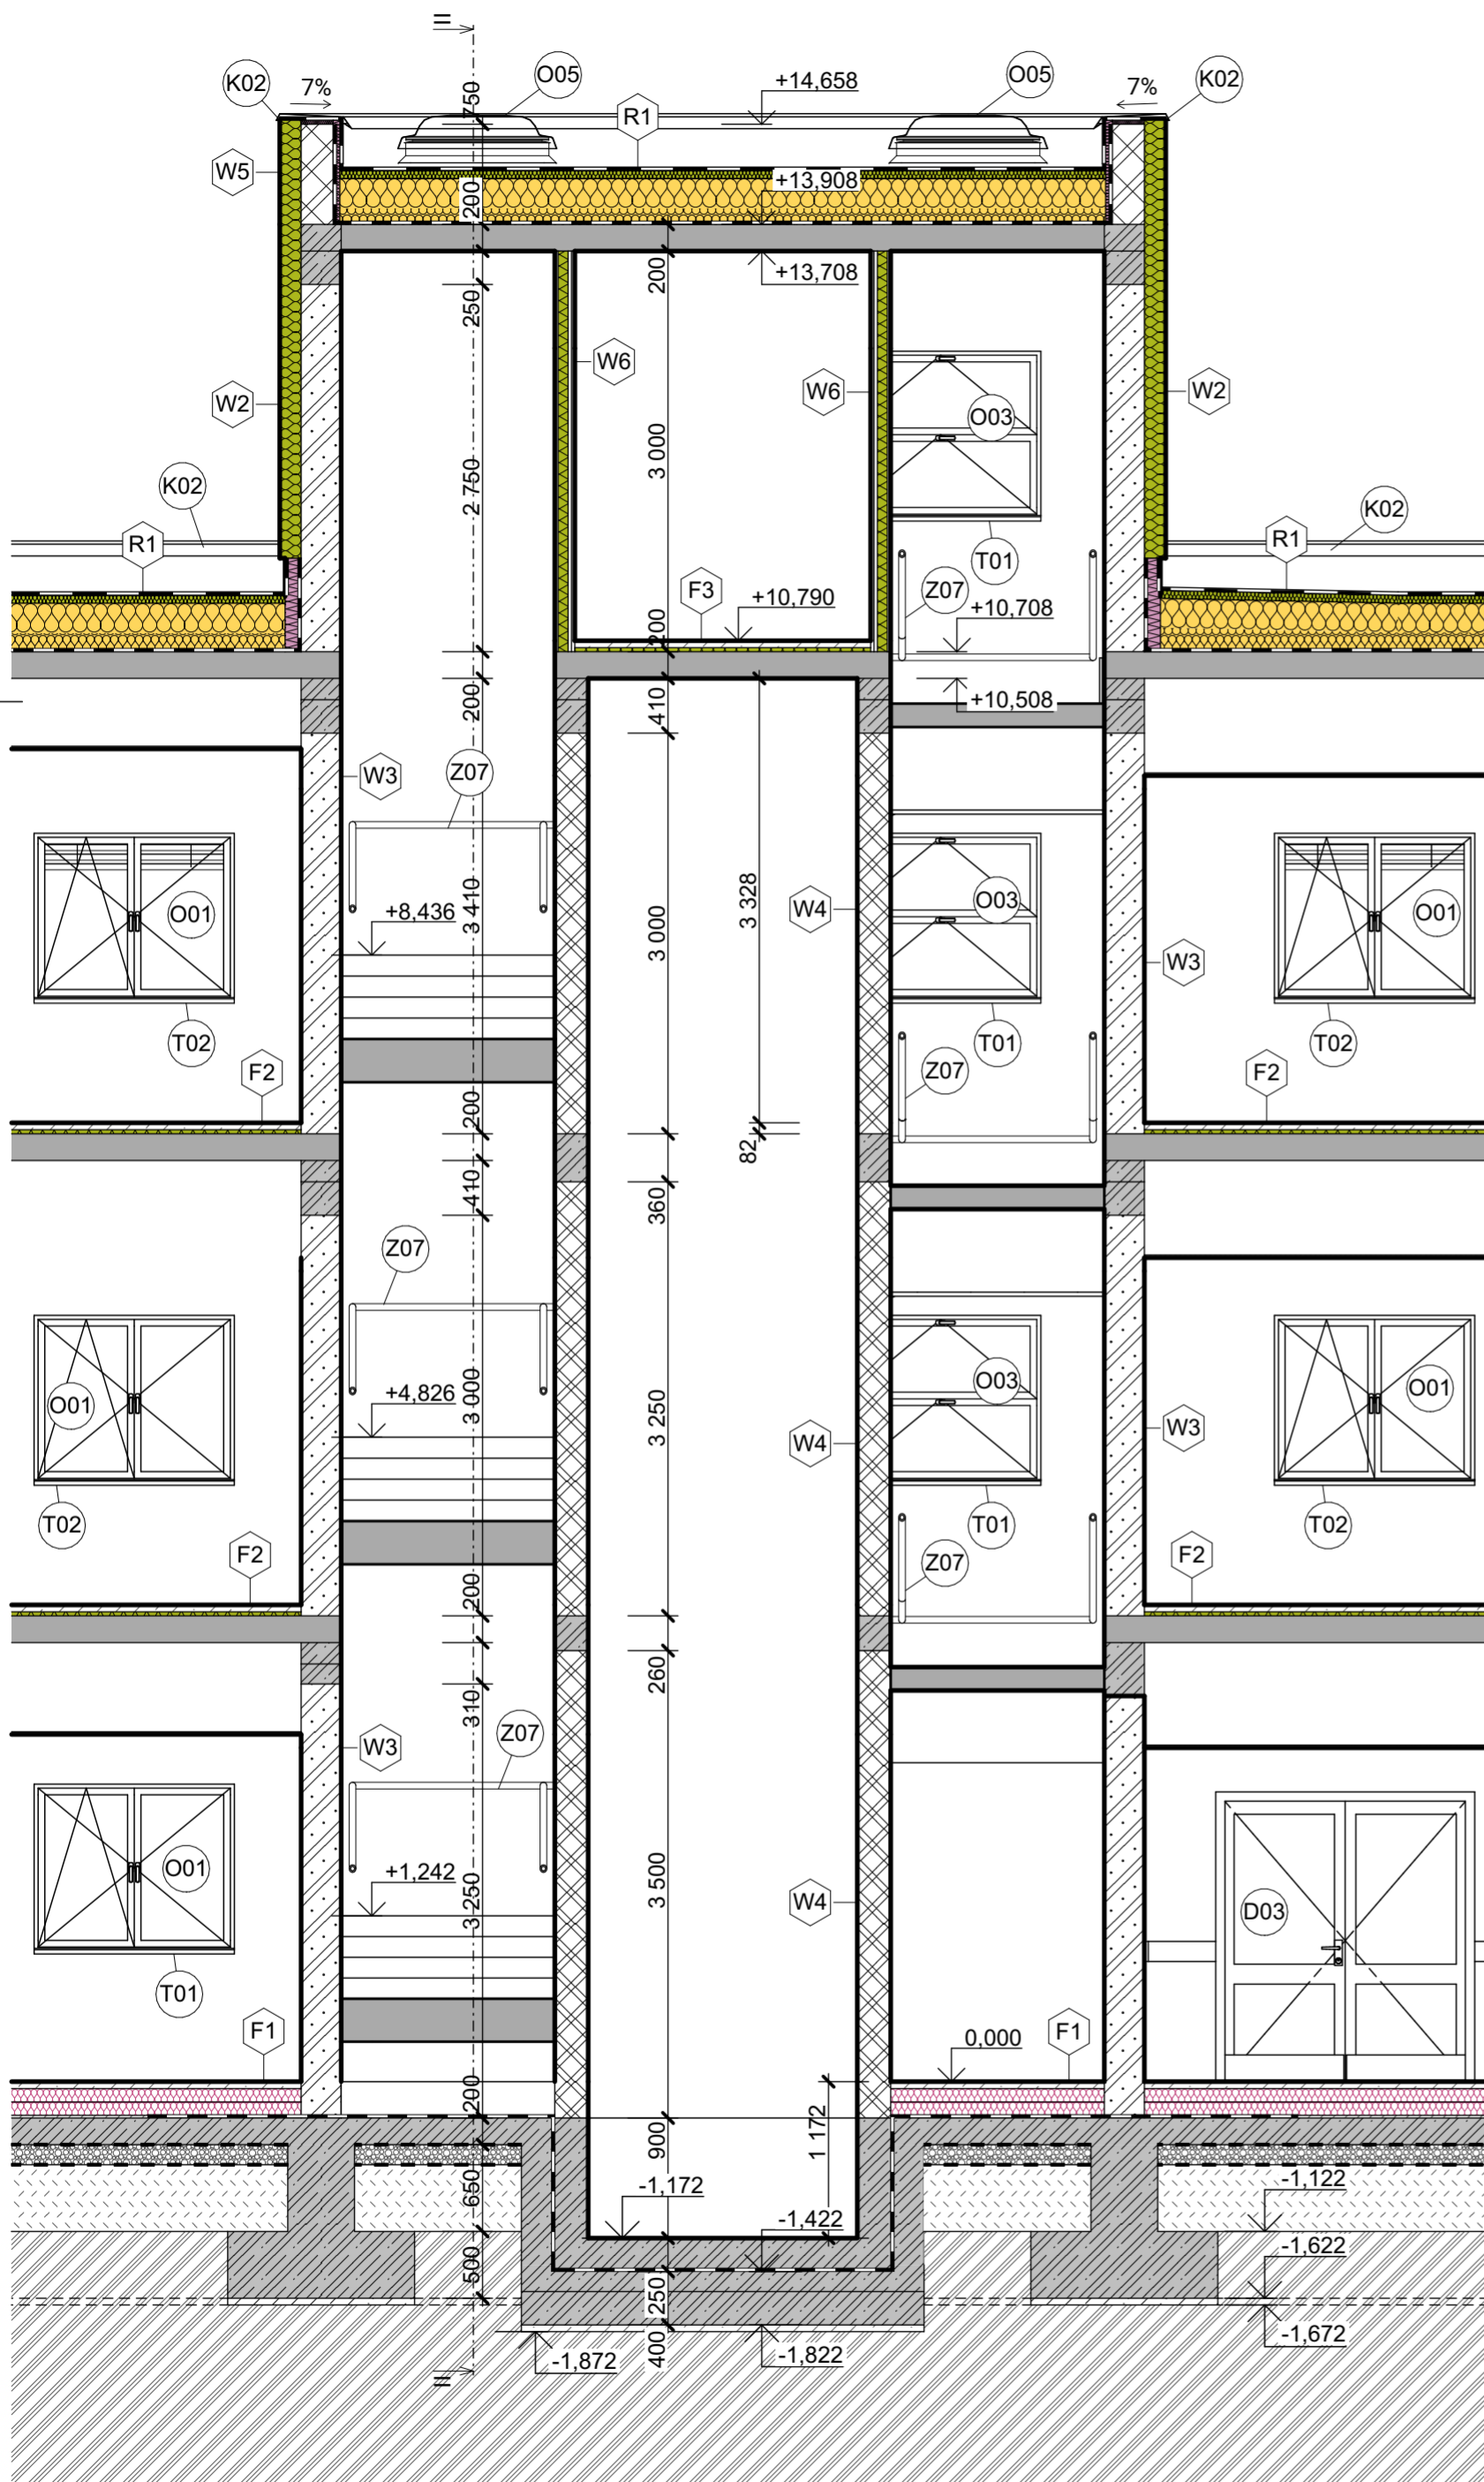 =
K02
7%
750
O05
+14,658
O05
7%
K02
R1
W5
200
+13,908
200
250
+13,708
W6
W6
O03
W2
W2
2 750
3 000
K02
K02
R1
R1
T01
F3
Z07
+10,790
+10,708
200
200
410
+10,508
W3
Z07
3 410
+8,436
3 000
3 328
W4
O01
O03
O01
W3
T02
T01
T02
F2
Z07
F2
200
82
410
360
Z07
+4,826
3 000
3 250
W4
O01
O03
O01
W3
T02
T01
T02
F2
Z07
F2
200
260
310
W3
Z07
+1,242
3 250
3 500
W4
O01
D03
T01
F1
0,000
F1
200
900
1 172
650
-1,172
-1,422
-1,122
500
250
-1,622
400
-1,872
-1,822
-1,672
=